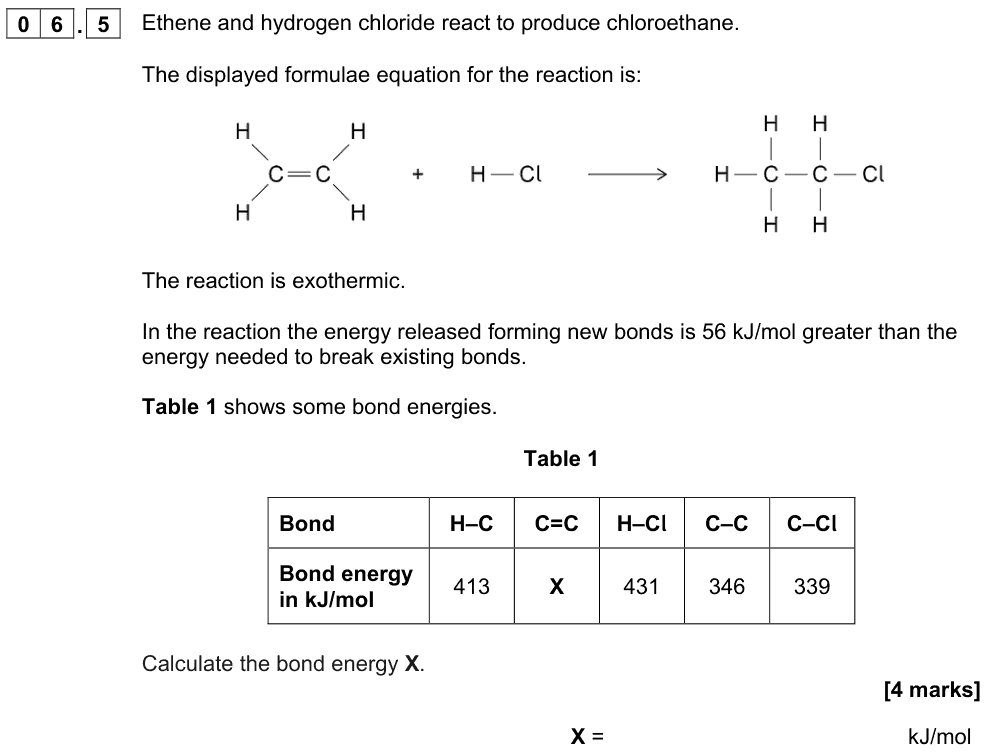 0 6 . 5 Ethene and hydrogen chloride react to produce chloroethane.
The displayed formulae equation for the reaction is:
H H H H
C=C + H—Cl ⟶ H—C—C—Cl
H H H H
The reaction is exothermic.
In the reaction the energy released forming new bonds is 56 kJ/mol greater than the
energy needed to break existing bonds.
Table 1 shows some bond energies.
Table 1
Bond H–C C=C H–Cl C–C C–Cl
Bond energy
in kJ/mol 413 X 431 346 339
Calculate the bond energy X.
[4 marks]
X = kJ/mol